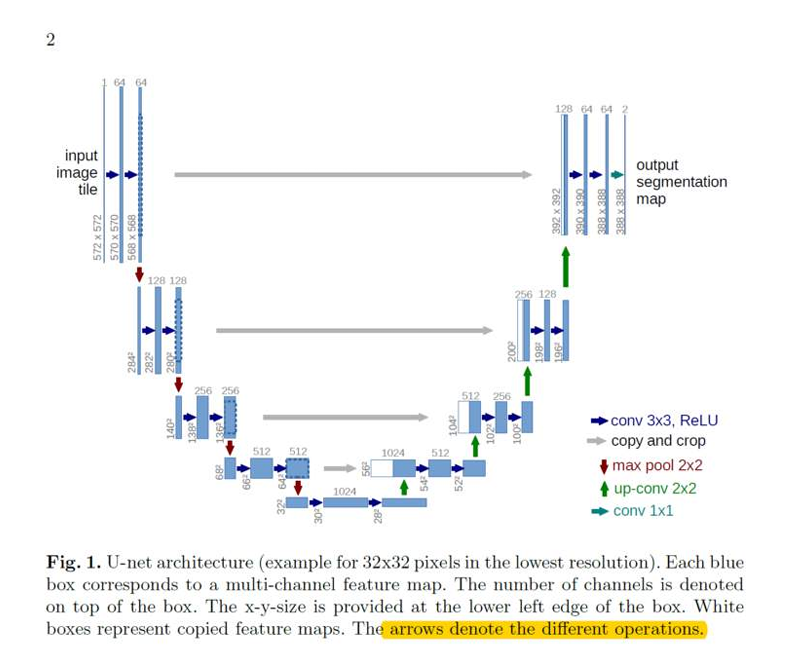 2
1 64 64
128 64 64 2
input
image
tile
output
segmentation
map
572 x 572
570 x 570
568 x 568
392 x 392
390 x 390
388 x 388
388 x 388
128 128
256 128
284²
282²
280²
200²
198²
196²
256 256
512 256
140²
138²
136²
104²
102²
100²
512 512
1024 512
68²
66²
64²
56²
54²
52²
1024
32²
30²
28²
conv 3x3, ReLU
copy and crop
max pool 2x2
up-conv 2x2
conv 1x1
Fig. 1. U-net architecture (example for 32x32 pixels in the lowest resolution). Each blue
box corresponds to a multi-channel feature map. The number of channels is denoted
on top of the box. The x-y-size is provided at the lower left edge of the box. White
boxes represent copied feature maps. The arrows denote the different operations.